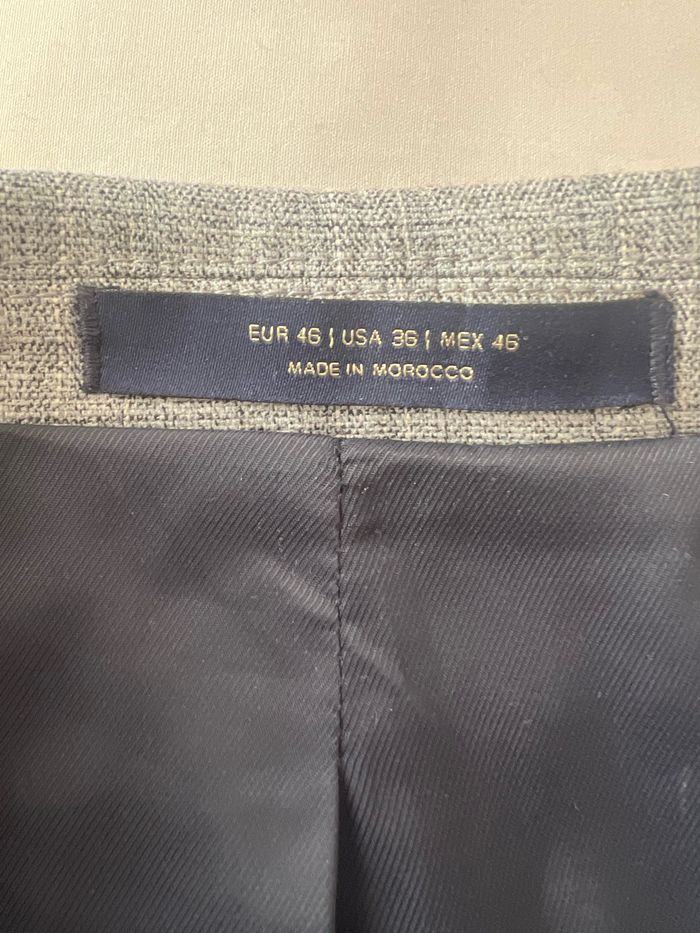 EUR 46 | USA 36 | MEX 46
MADE IN MOROCCO